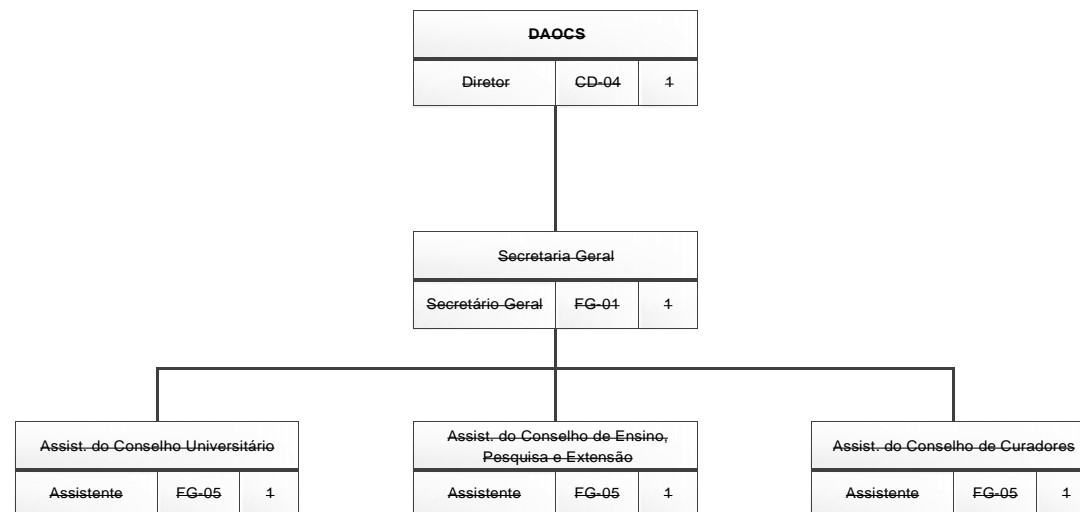 DAOCS
Diretor CD-04 1
Secretaria Geral
Secretário Geral FG-01 1
Assist. do Conselho Universitário
Assistente FG-05 1
Assist. do Conselho de Ensino,
Pesquisa e Extensão
Assistente FG-05 1
Assist. do Conselho de Curadores
Assistente FG-05 1